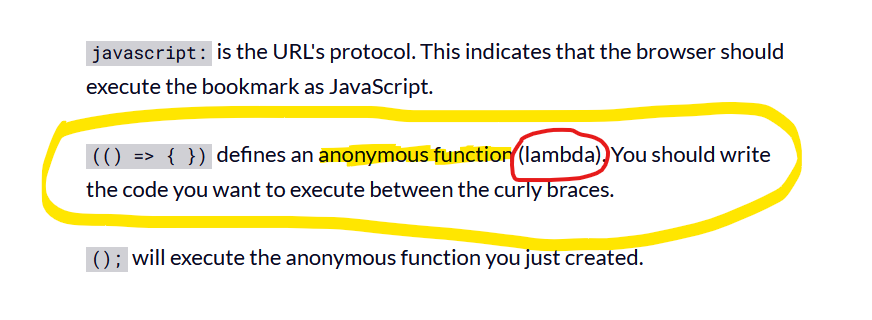 javascript: is the URL's protocol. This indicates that the browser should
execute the bookmark as JavaScript.
(() => { }) defines an anonymous function (lambda). You should write
the code you want to execute between the curly braces.
(); will execute the anonymous function you just created.